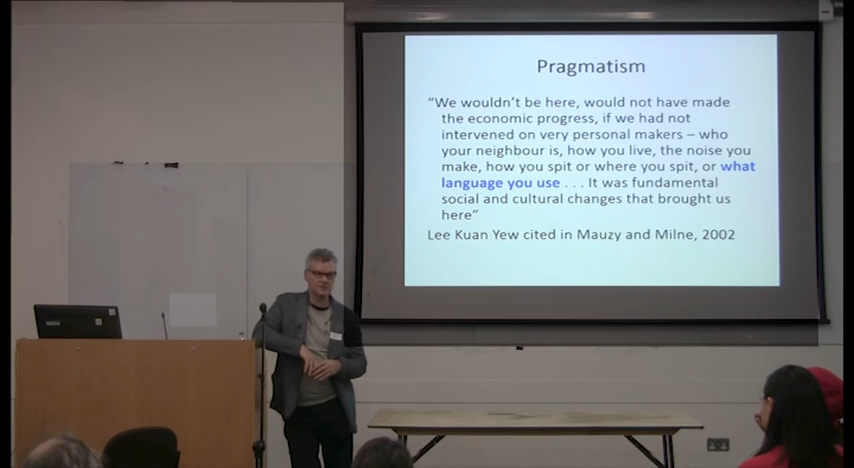 Pragmatism
“We wouldn’t be here, would not have made
the economic progress, if we had not
intervened on very personal makers – who
your neighbour is, how you live, the noise you
make, how you spit or where you spit, or what
language you use . . . It was fundamental
social and cultural changes that brought us
here”
Lee Kuan Yew cited in Mauzy and Milne, 2002